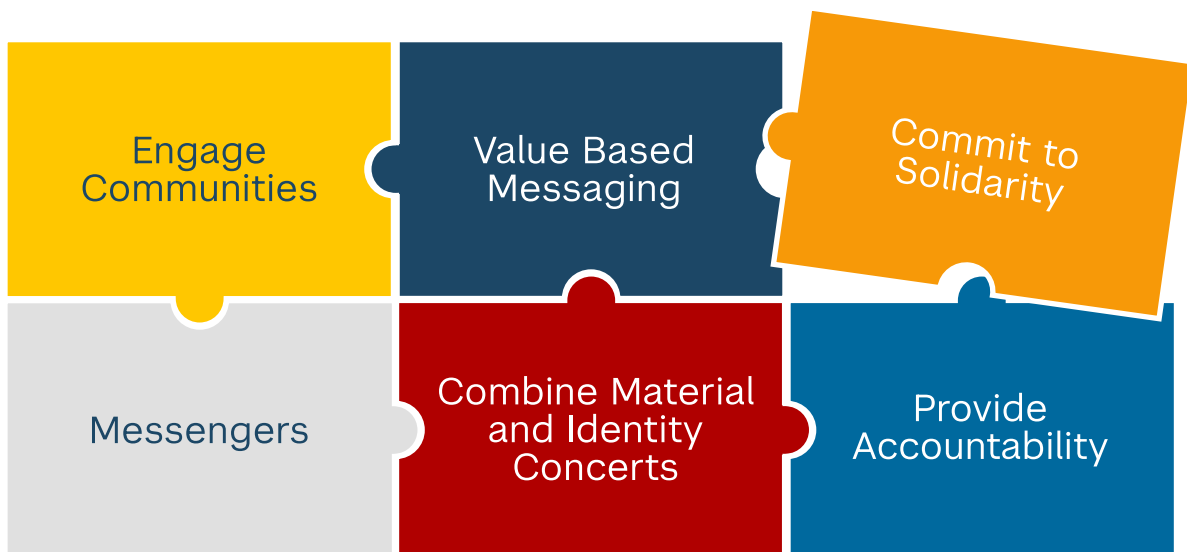 Engage
Communities
Value Based
Messaging
Commit to
Solidarity
Messengers
Combine Material
and Identity
Concerts
Provide
Accountability